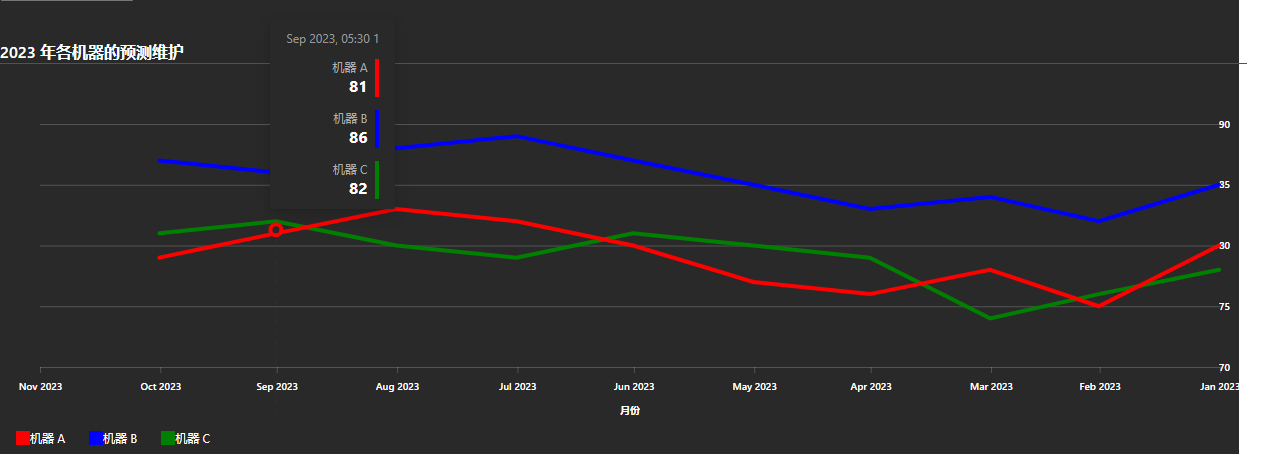 Sep 2023, 05:30 1
2023 年各机器的预测维护
机器 A
81
机器 B
86
机器 C
82
90
35
30
75
70
Nov 2023
Oct 2023
Sep 2023
Aug 2023
Jul 2023
Jun 2023
May 2023
Apr 2023
Mar 2023
Feb 2023
Jan 2023
月份
机器 A
机器 B
机器 C